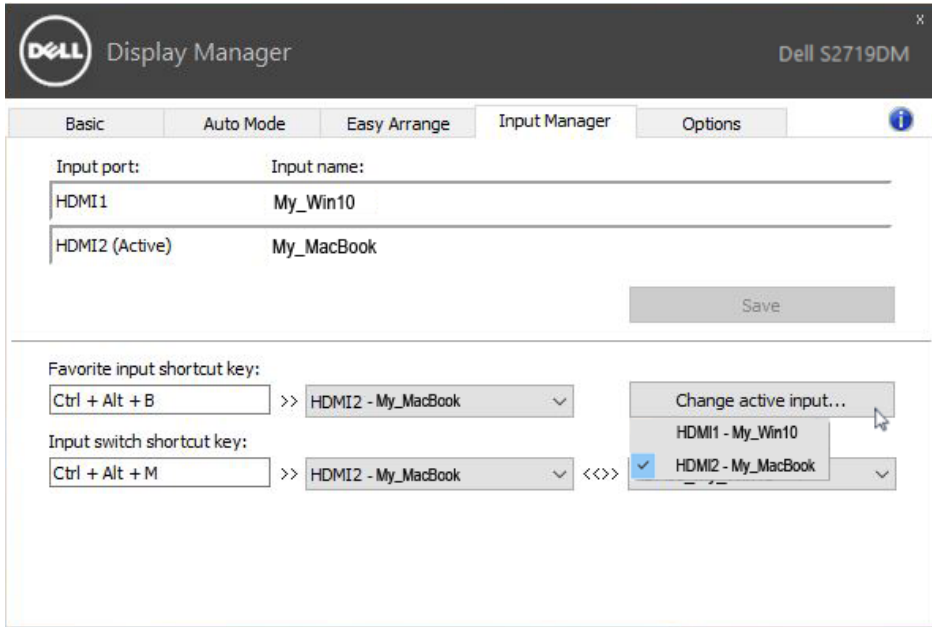 x
DELL Display Manager Dell S2719DM
Basic Auto Mode Easy Arrange Input Manager Options
Input port: Input name:
HDMI1 My_Win10
HDMI2 (Active) My_MacBook
Save
Favorite input shortcut key:
Ctrl + Alt + B >> HDMI2 - My_MacBook Change active input...
HDMI1 - My_Win10
Input switch shortcut key:
HDMI2 - My_MacBook
Ctrl + Alt + M >> HDMI2 - My_MacBook <<>>